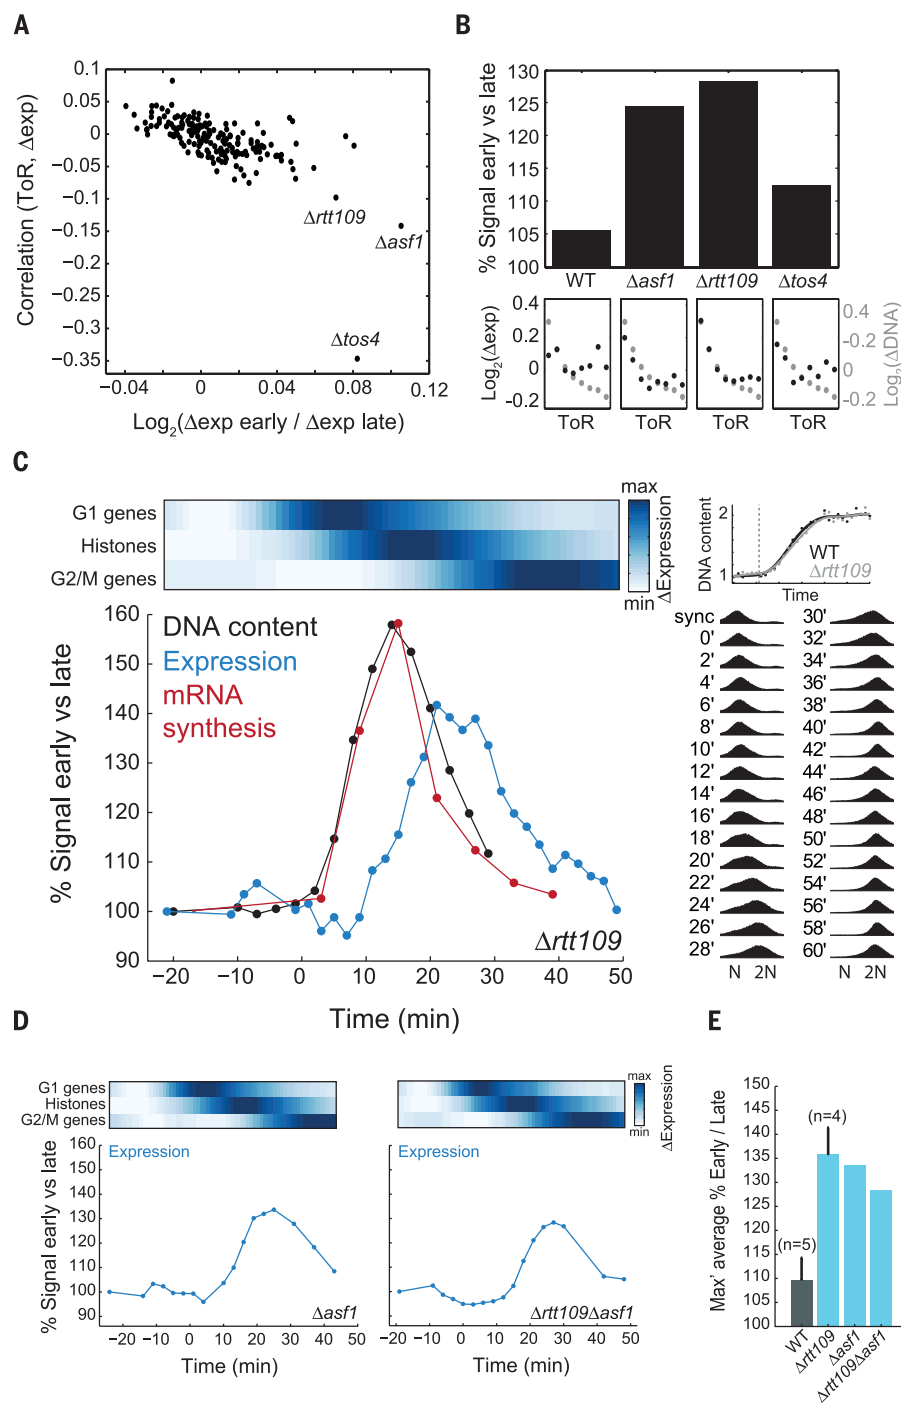 A
Correlation (ToR, Δexp)
0.05
0
−0.05
−0.1
−0.15
−0.2
−0.25
−0.3
−0.35
Δrtt109
Δasf1
Δtos4
−0.04 0 0.04 0.08 0.12
Log2(Δexp early / Δexp late)
B
% Signal early vs late
130
125
120
115
110
105
100
WT Δasf1 Δrtt109 Δtos4
Log2(Δexp)
0.4
0.2
0
-0.2
0.4
-0.2
0
-0.2
Log2(ΔDNA)
ToR ToR ToR ToR
C
G1 genes
Histones
G2/M genes
max
min
ΔExpression
% Signal early vs late
160
150
140
130
120
110
100
90
DNA content
Expression
mRNA
synthesis
Δrtt109
−20 −10 0 10 20 30 40 50
Time (min)
DNA content
2
1
WT
Δrtt109
Time
sync 30'
0' 32'
2' 34'
4' 36'
6' 38'
8' 40'
10' 42'
12' 44'
14' 46'
16' 48'
18' 50'
20' 52'
22' 54'
24' 56'
26' 58'
28' 60'
N 2N N 2N
D
G1 genes
Histones
G2/M genes
max
min
ΔExpression
% Signal early vs late
160
150
140
130
120
110
100
90
Expression
Δasf1
−20 −10 0 10 20 30 40
Time (min)
160
150
140
130
120
110
100
90
Expression
Δrtt109Δasf1
−20 −10 0 10 20 30 40 50
Time (min)
E
Max' average % Early / Late
150
145
140
135
130
125
120
115
110
105
100
(n=5)
(n=4)
WT
Δrtt109
Δasf1
Δrtt109Δasf1